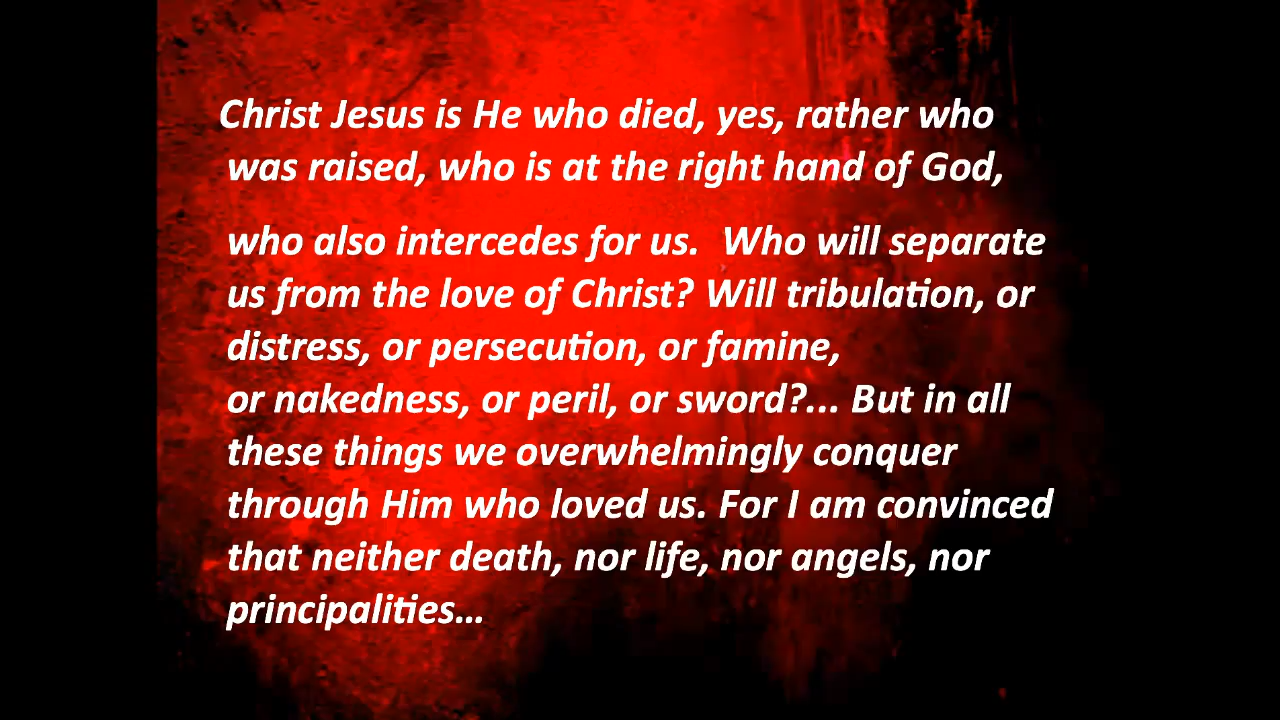 Christ Jesus is He who died, yes, rather who
was raised, who is at the right hand of God,
who also intercedes for us.  Who will separate
us from the love of Christ? Will tribulation, or
distress, or persecution, or famine,
or nakedness, or peril, or sword?... But in all
these things we overwhelmingly conquer
through Him who loved us. For I am convinced
that neither death, nor life, nor angels, nor
principalities…